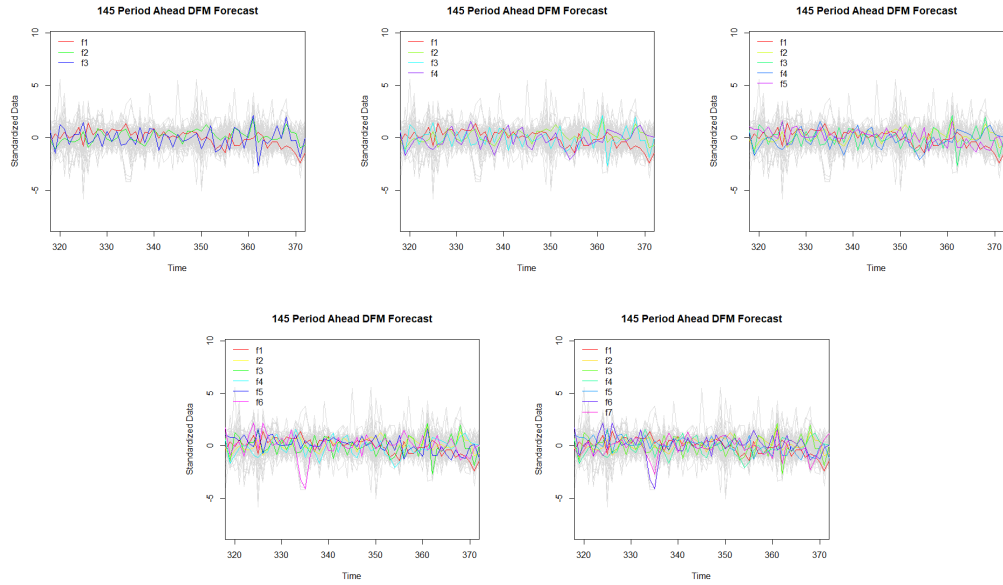 145 Period Ahead DFM Forecast
10
5
0
-5
Standardized Data
f1
f2
f3
320
330
340
350
360
370
Time
145 Period Ahead DFM Forecast
10
5
0
-5
Standardized Data
f1
f2
f3
f4
320
330
340
350
360
370
Time
145 Period Ahead DFM Forecast
10
5
0
-5
Standardized Data
f1
f2
f3
f4
f5
320
330
340
350
360
370
Time
145 Period Ahead DFM Forecast
10
5
0
-5
Standardized Data
f1
f2
f3
f4
f5
f6
320
330
340
350
360
370
Time
145 Period Ahead DFM Forecast
10
5
0
-5
Standardized Data
f1
f2
f3
f4
f5
f6
f7
320
330
340
350
360
370
Time